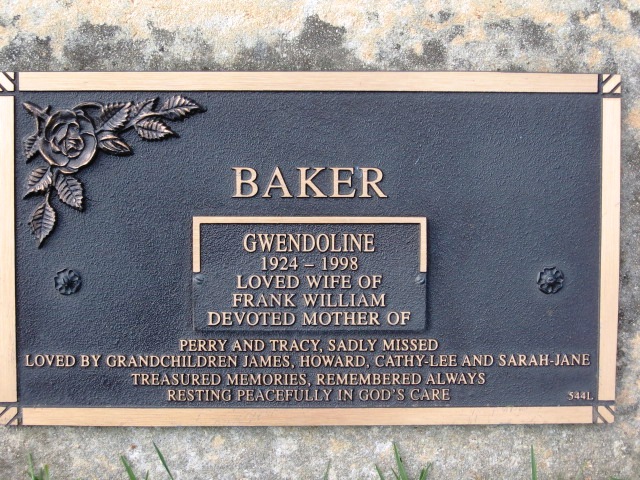 BAKER
GWENDOLINE
1924 – 1998
LOVED WIFE OF
FRANK WILLIAM
DEVOTED MOTHER OF
PERRY AND TRACY, SADLY MISSED
LOVED BY GRANDCHILDREN JAMES, HOWARD, CATHY-LEE AND SARAH-JANE
TREASURED MEMORIES, REMEMBERED ALWAYS
RESTING PEACEFULLY IN GOD'S CARE
544L